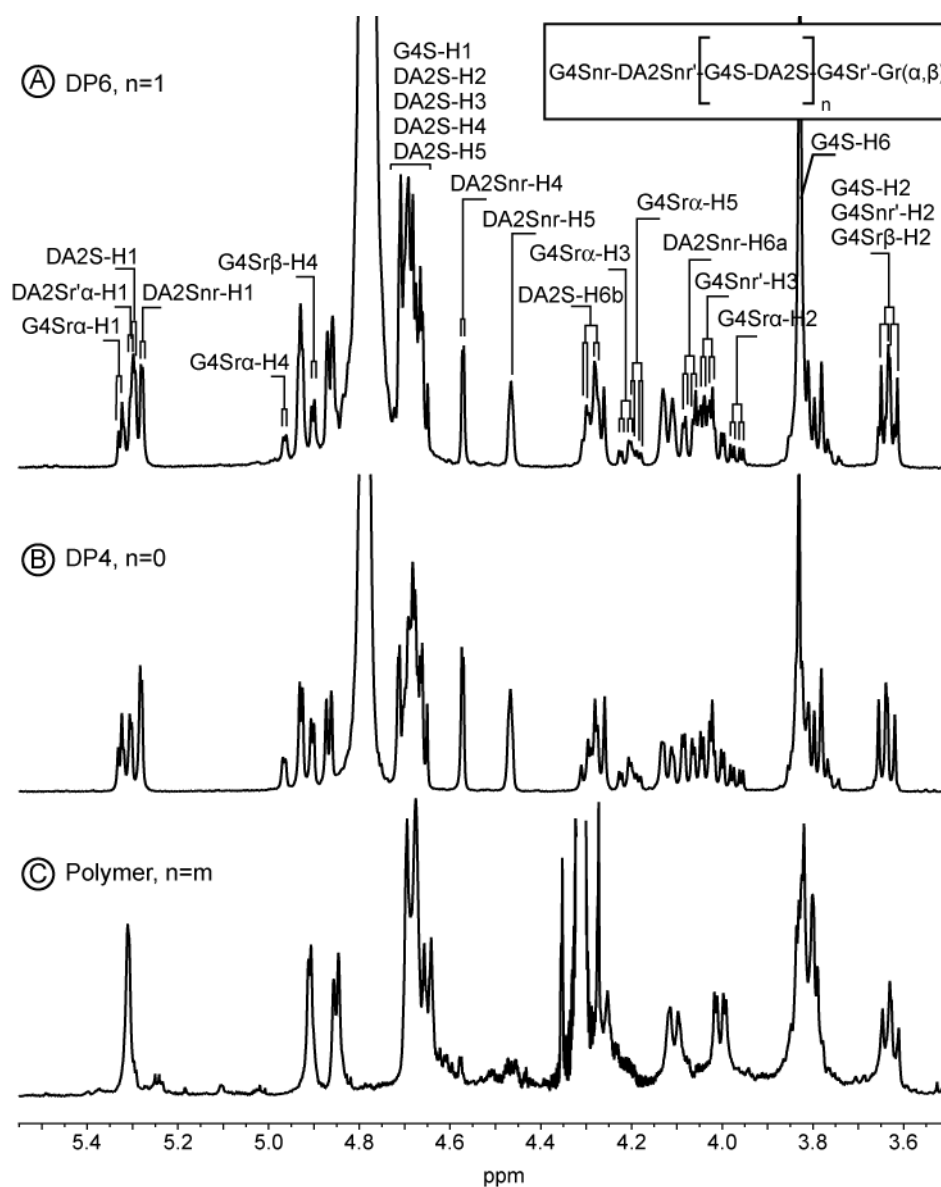 A DP6, n=1
G4Snr-DA2Snr'-[G4S-DA2S]-G4Sr'-Gr(α,β)
n
G4S-H1
DA2S-H2
DA2S-H3
DA2S-H4
DA2S-H5
G4S-H6
DA2Snr-H4
G4Srα-H5
G4S-H2
DA2Snr-H5
DA2Snr-H6a
G4Snr'-H2
DA2S-H1
G4Srβ-H4
G4Srα-H3
G4Snr'-H3
G4Srβ-H2
DA2Sr'α-H1
DA2Snr-H1
DA2S-H6b
G4Srα-H1
G4Srα-H4
G4Srα-H2
B DP4, n=0
C Polymer, n=m
5.4 5.2 5.0 4.8 4.6 4.4 4.2 4.0 3.8 3.6
ppm